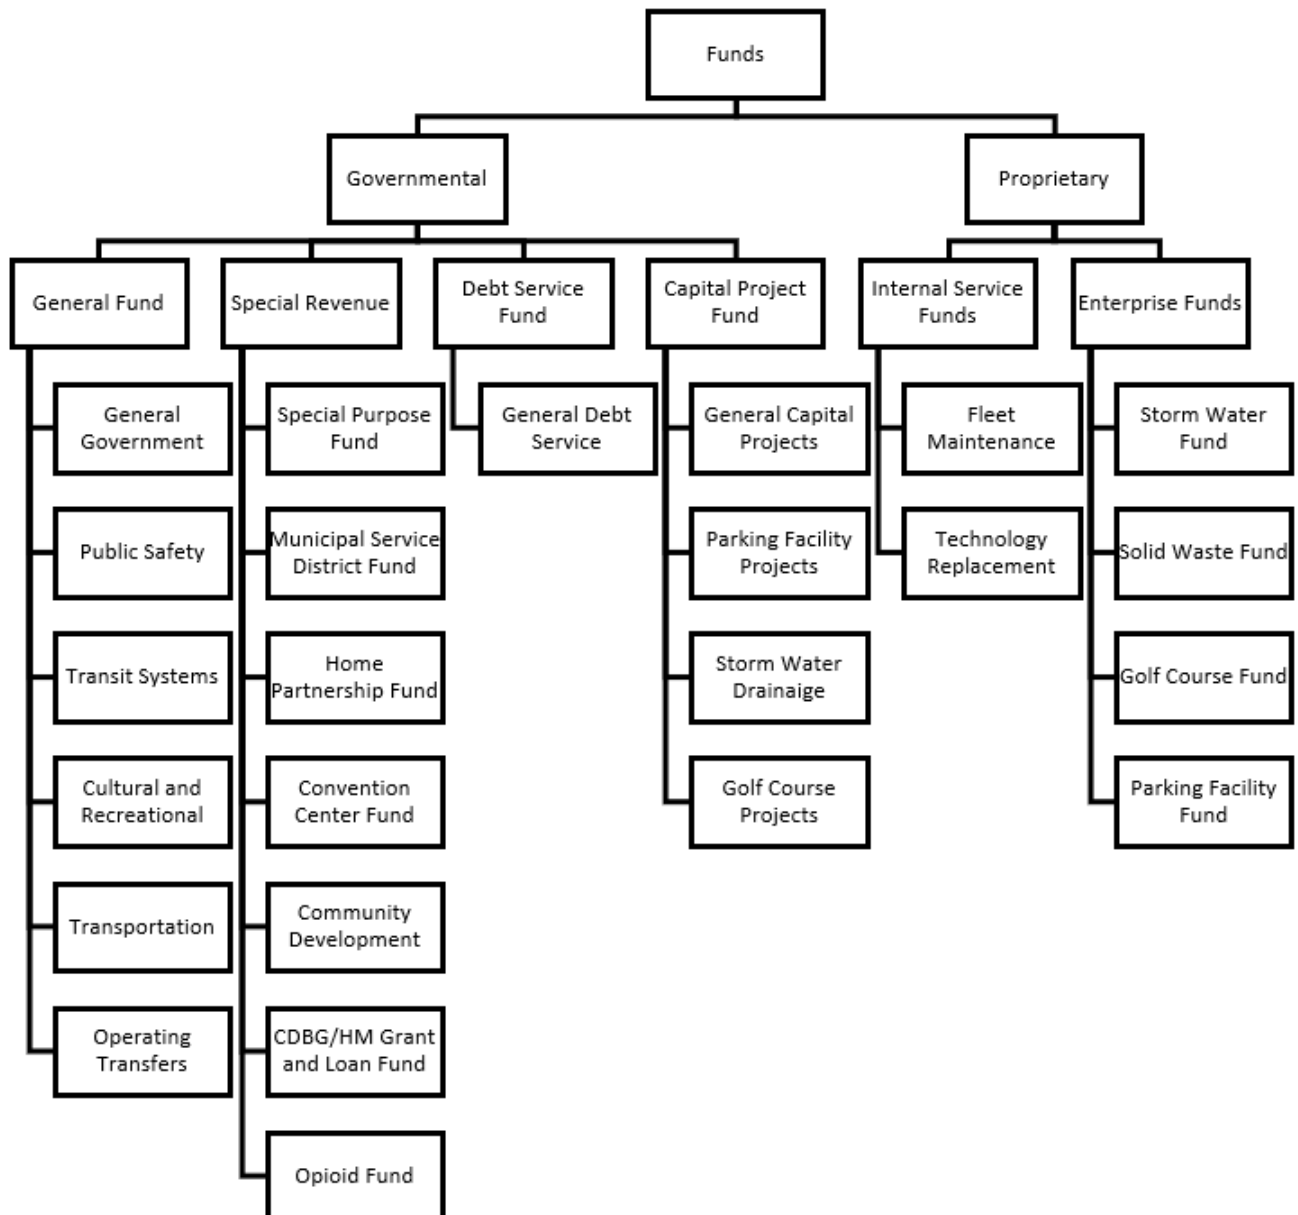 Funds
Governmental
Proprietary
General Fund
Special Revenue
Debt Service
Fund
Capital Project
Fund
Internal Service
Funds
Enterprise Funds
General
Government
Special Purpose
Fund
General Debt
Service
General Capital
Projects
Fleet
Maintenance
Storm Water
Fund
Public Safety
Municipal Service
District Fund
Parking Facility
Projects
Technology
Replacement
Solid Waste Fund
Transit Systems
Home
Partnership Fund
Storm Water
Drainaige
Golf Course Fund
Cultural and
Recreational
Convention
Center Fund
Golf Course
Projects
Parking Facility
Fund
Transportation
Community
Development
Operating
Transfers
CDBG/HM Grant
and Loan Fund
Opioid Fund